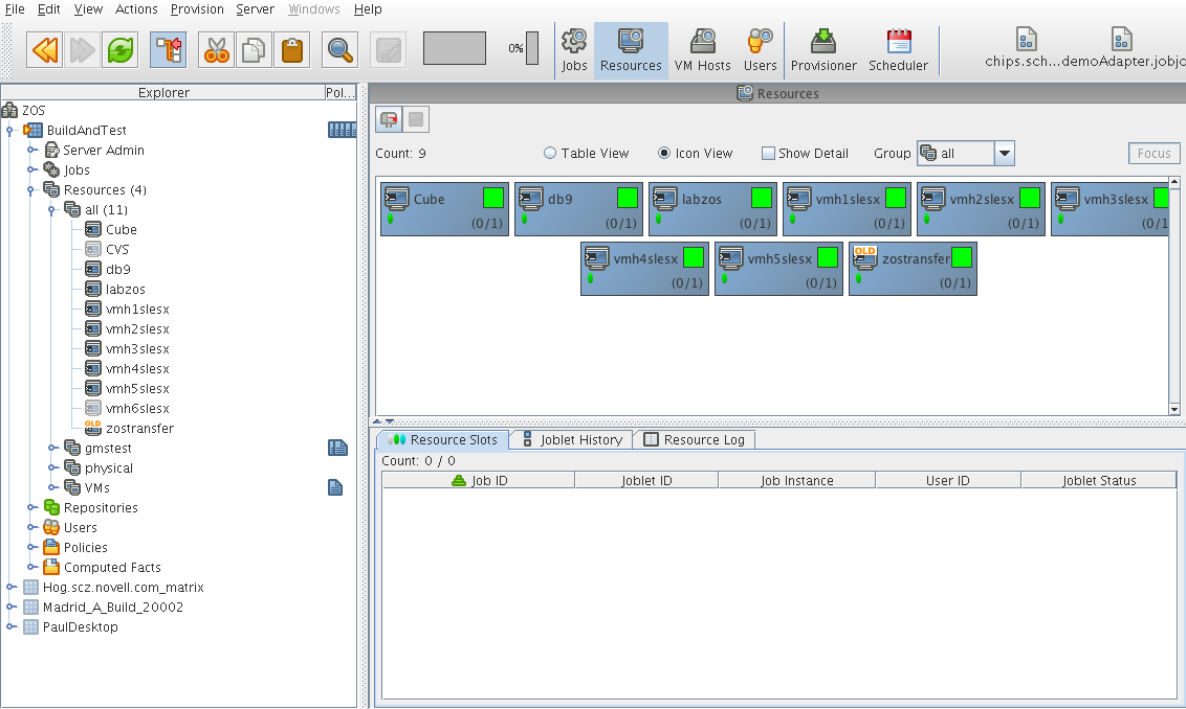 File Edit View Actions Provision Server Windows Help
0%
Jobs Resources VM Hosts Users Provisioner Scheduler chips.sch...demoAdapter.jobjo
Explorer Pol...
ZOS
BuildAndTest
Server Admin
Jobs
Resources (4)
all (11)
Cube
CVS
db9
labzos
vmh1slesx
vmh2slesx
vmh3slesx
vmh4slesx
vmh5slesx
vmh6slesx
OLD zostransfer
gmstest
physical
VMs
Repositories
Users
Policies
Computed Facts
Hog.scz.novell.com_matrix
Madrid_A_Build_20002
PaulDesktop
Resources
Count: 9 Table View Icon View Show Detail Group all Focus
Cube db9 labzos vmh1slesx vmh2slesx vmh3slesx
(0/1) (0/1) (0/1) (0/1) (0/1) (0/1
vmh4slesx vmh5slesx OLD zostransfer
(0/1) (0/1) (0/1)
Resource Slots Joblet History Resource Log
Count: 0 / 0
Job ID Joblet ID Job Instance User ID Joblet Status